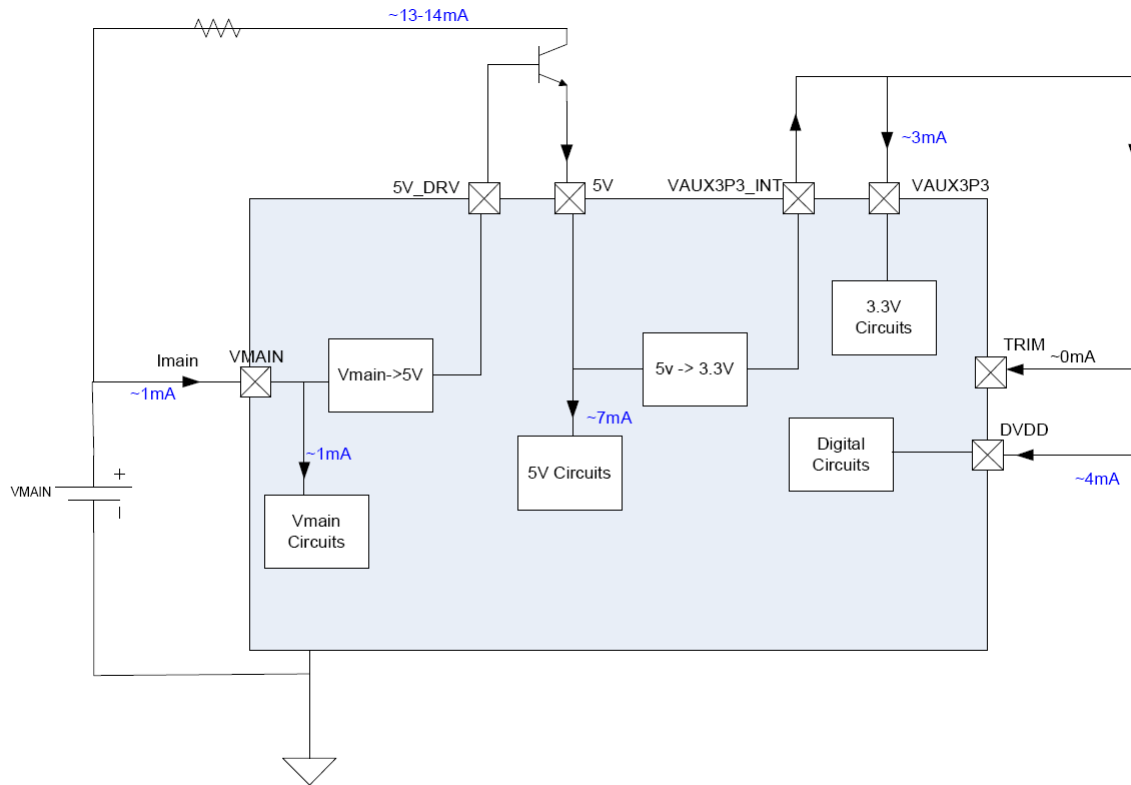 ~13-14mA
~3mA
5V_DRV
5V
VAUX3P3_INT
VAUX3P3
3.3V
Circuits
TRIM
~0mA
Imain
VMAIN
~1mA
Vmain->5V
5v -> 3.3V
~7mA
DVDD
~4mA
Digital
Circuits
~1mA
5V Circuits
VMAIN
+
–
Vmain
Circuits